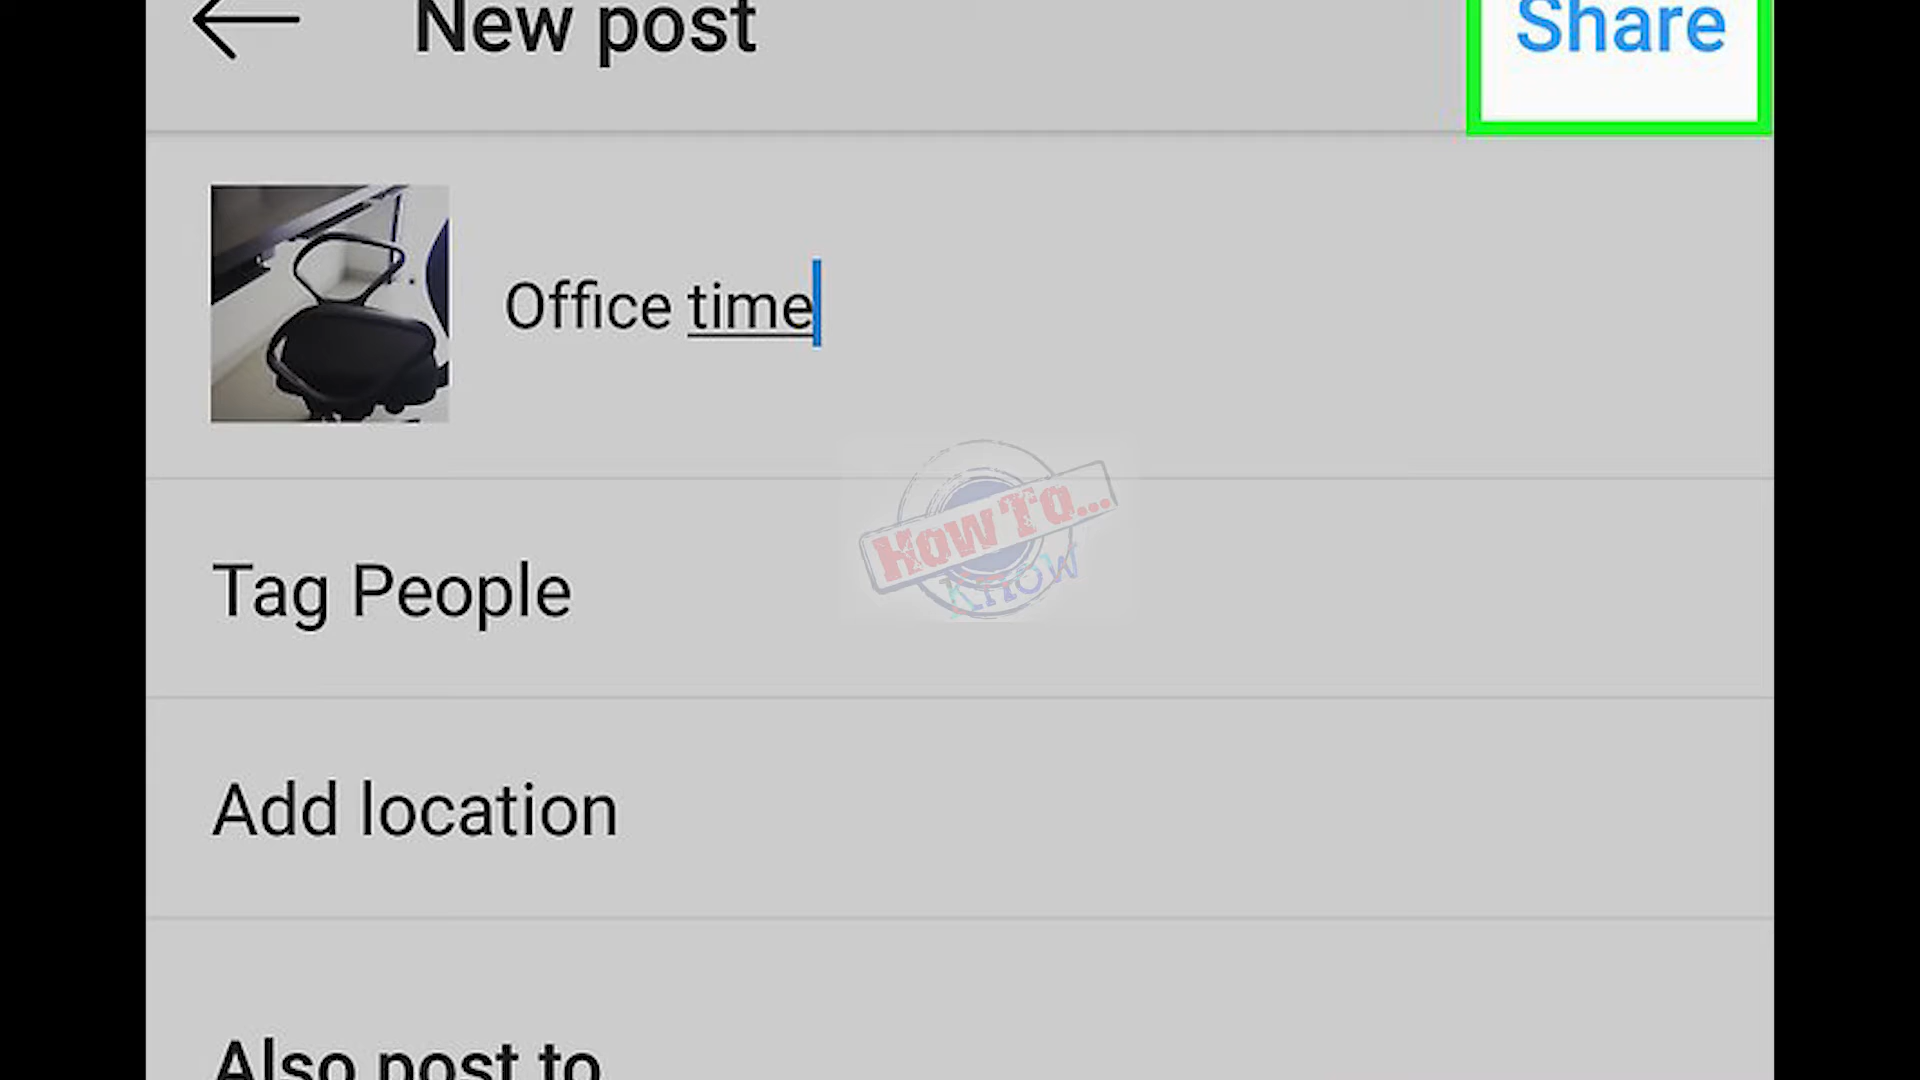 New post
Share
Office time
HOW TO...
KNOW
Tag People
Add location
Also post to